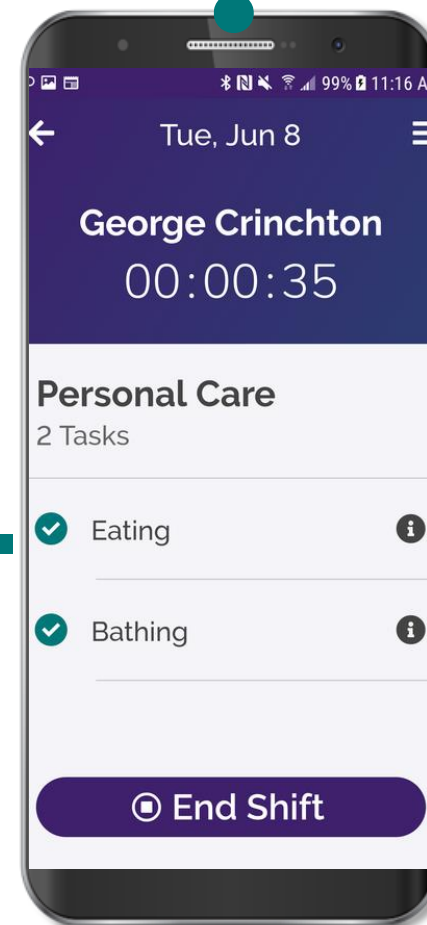 99% 11:16 A
Tue, Jun 8
George Crinchton
00:00:35
Personal Care
2 Tasks
Eating
Bathing
End Shift